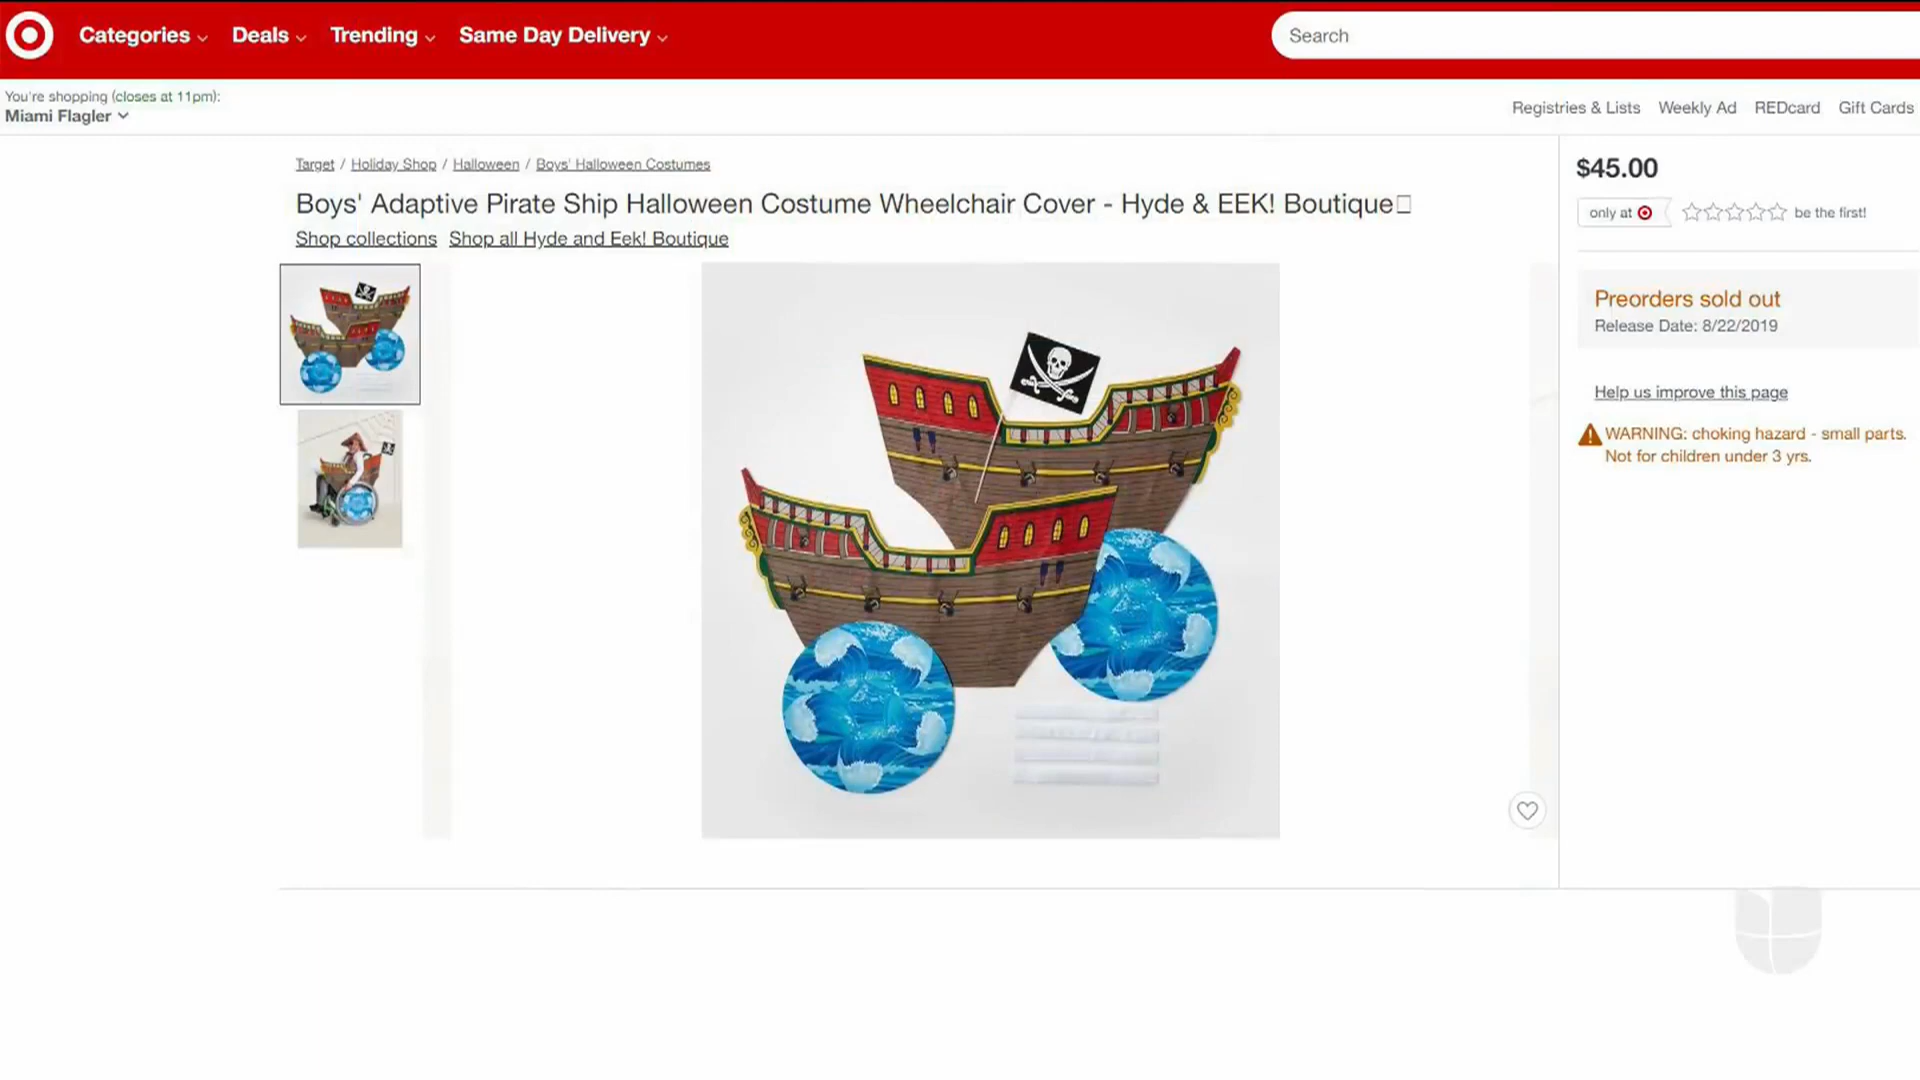 Categories Deals Trending Same Day Delivery
Search
You're shopping (closes at 11pm):
Miami Flagler
Registries & Lists Weekly Ad REDcard Gift Cards
Target / Holiday Shop / Halloween / Boys' Halloween Costumes
Boys' Adaptive Pirate Ship Halloween Costume Wheelchair Cover - Hyde & EEK! Boutique
Shop collections Shop all Hyde and Eek! Boutique
$45.00
only at be the first!
Preorders sold out
Release Date: 8/22/2019
Help us improve this page
WARNING: choking hazard - small parts.
Not for children under 3 yrs.